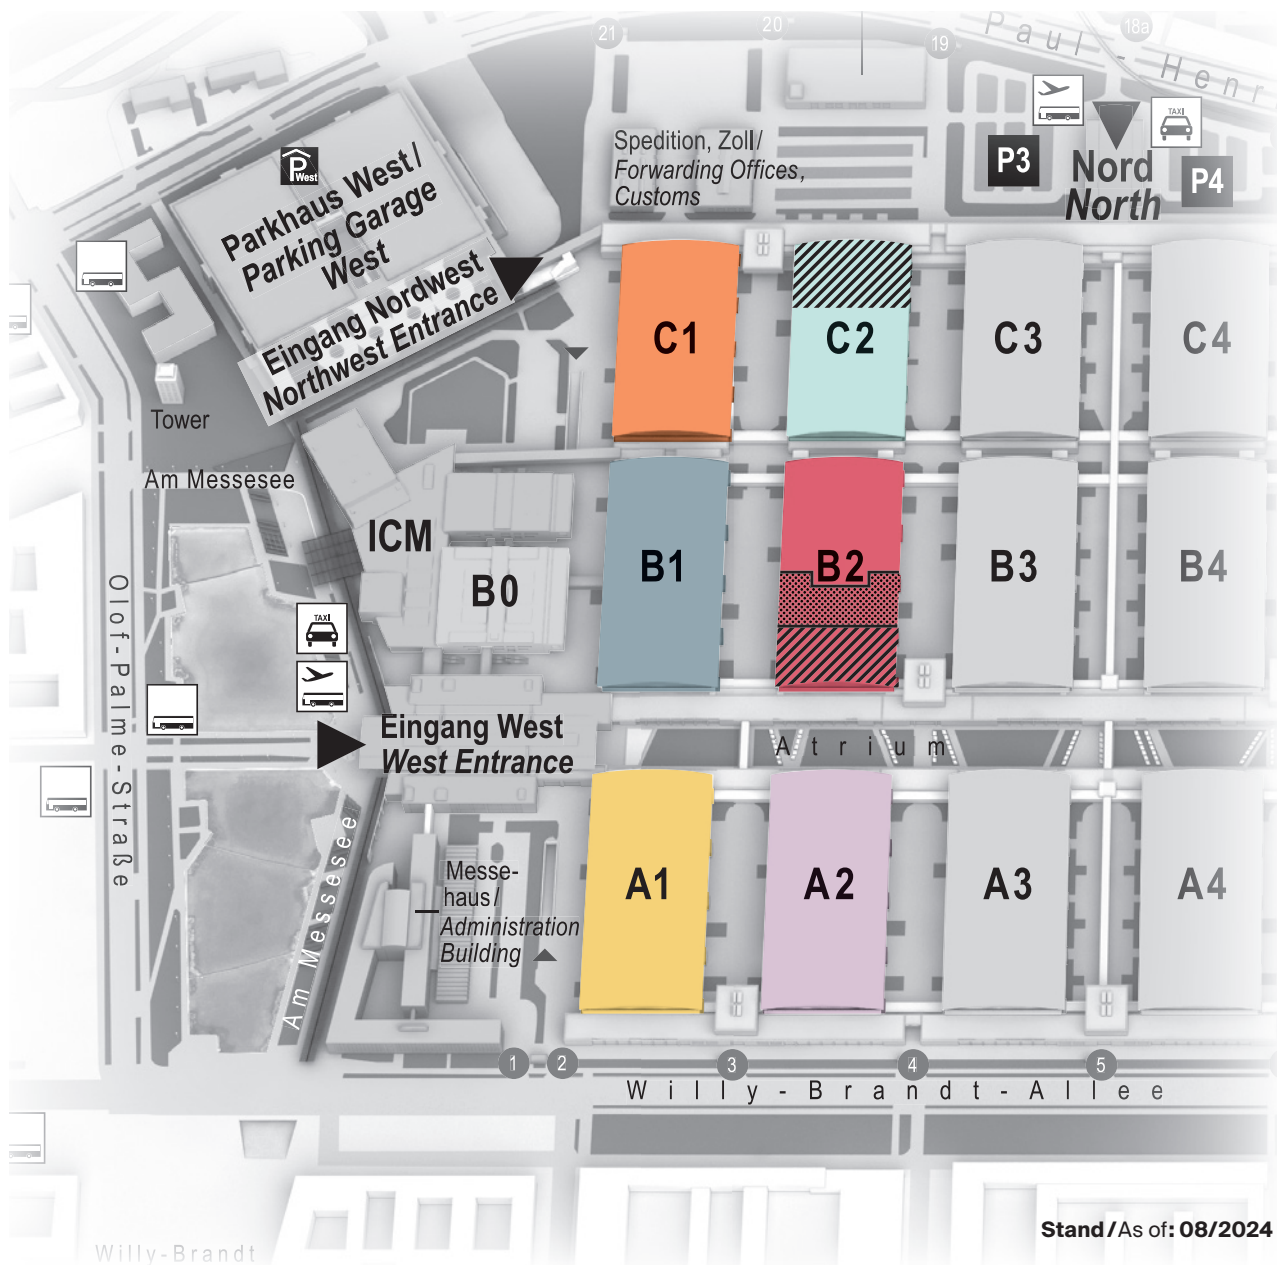 21
20
19
18a
Paul-Henr
P3
Nord
North
P4
TAXI
Spedition, Zoll/
Forwarding Offices,
Customs
P
West
Parkhaus West/
Parking Garage
West
Eingang Nordwest
Northwest Entrance
C1
C2
C3
C4
Tower
Am Messesee
ICM
B0
B1
B2
B3
B4
Olof-Palme-Straße
TAXI
Eingang West
West Entrance
Atrium
Am Messesee
Messe-
haus/
Administration
Building
A1
A2
A3
A4
1
2
3
4
5
Willy-Brandt-Allee
Stand/As of: 08/2024
Willy-Brandt